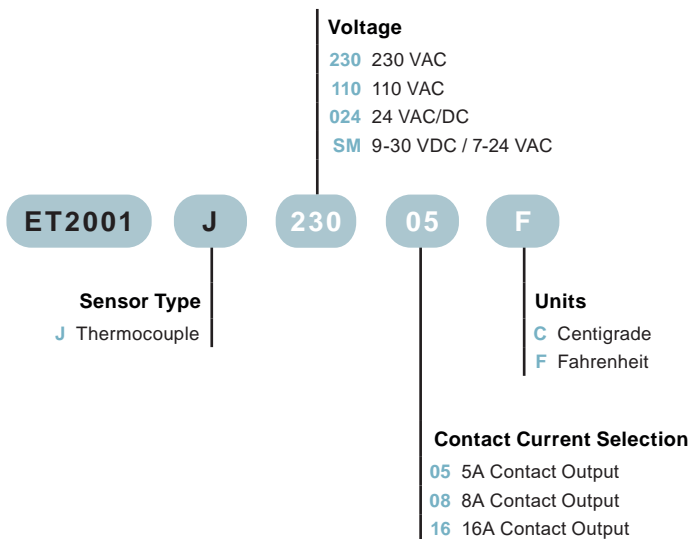 Voltage
230 230 VAC
110 110 VAC
024 24 VAC/DC
SM 9-30 VDC / 7-24 VAC
ET2001 J 230 05 F
Sensor Type
J Thermocouple
Units
C Centigrade
F Fahrenheit
Contact Current Selection
05 5A Contact Output
08 8A Contact Output
16 16A Contact Output